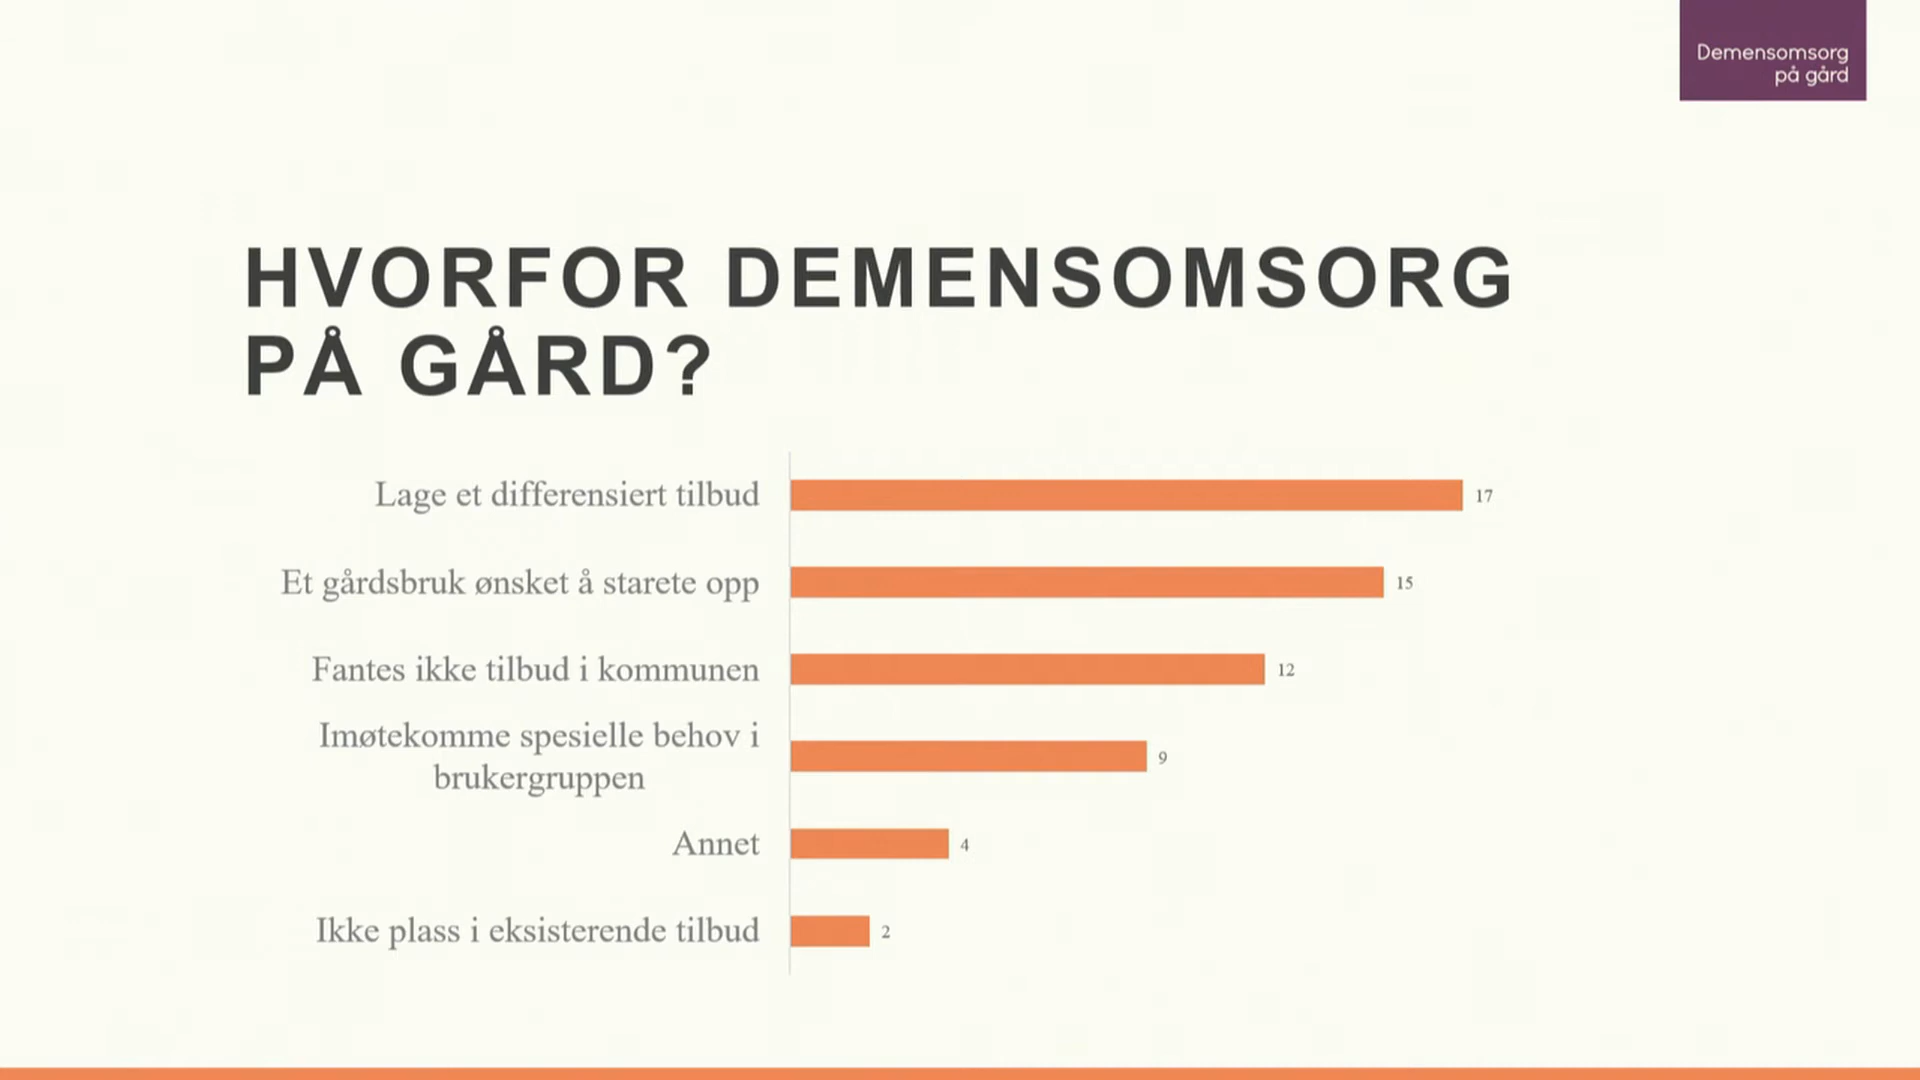 Demensomsorg
på gård
HVORFOR DEMENSOMSORG
PÅ GÅRD?
Lage et differensiert tilbud 17
Et gårdsbruk ønsket å starete opp 15
Fantes ikke tilbud i kommunen 12
Imøtekomme spesielle behov i
brukergruppen 9
Annet 4
Ikke plass i eksisterende tilbud 2